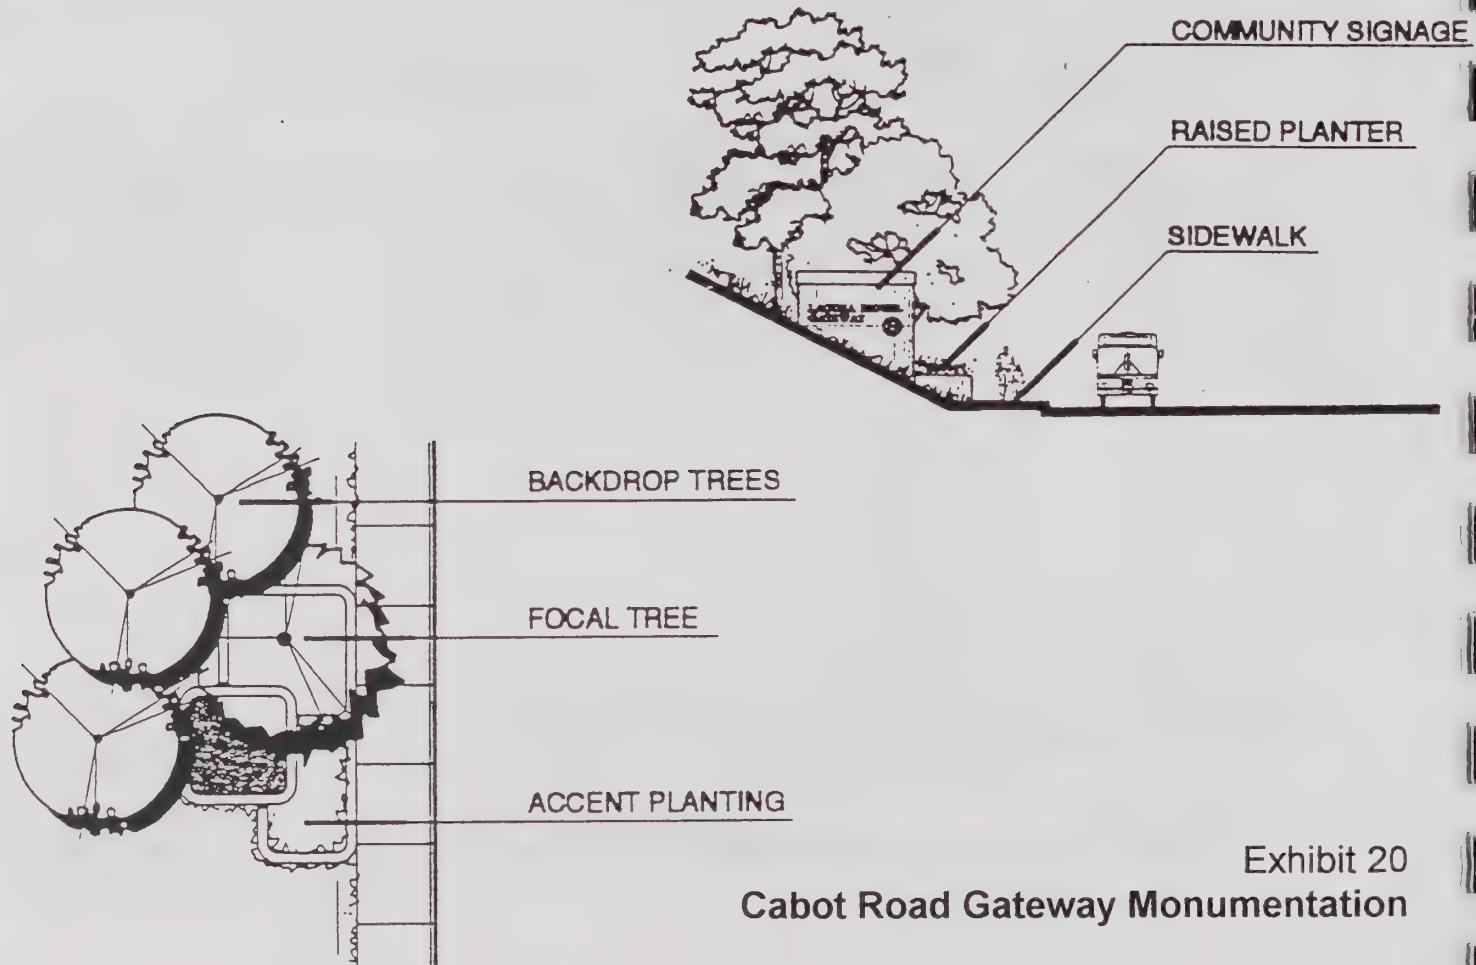 COMMUNITY SIGNAGE
RAISED PLANTER
SIDEWALK
BACKDROP TREES
FOCAL TREE
ACCENT PLANTING
Exhibit 20
Cabot Road Gateway Monumentation